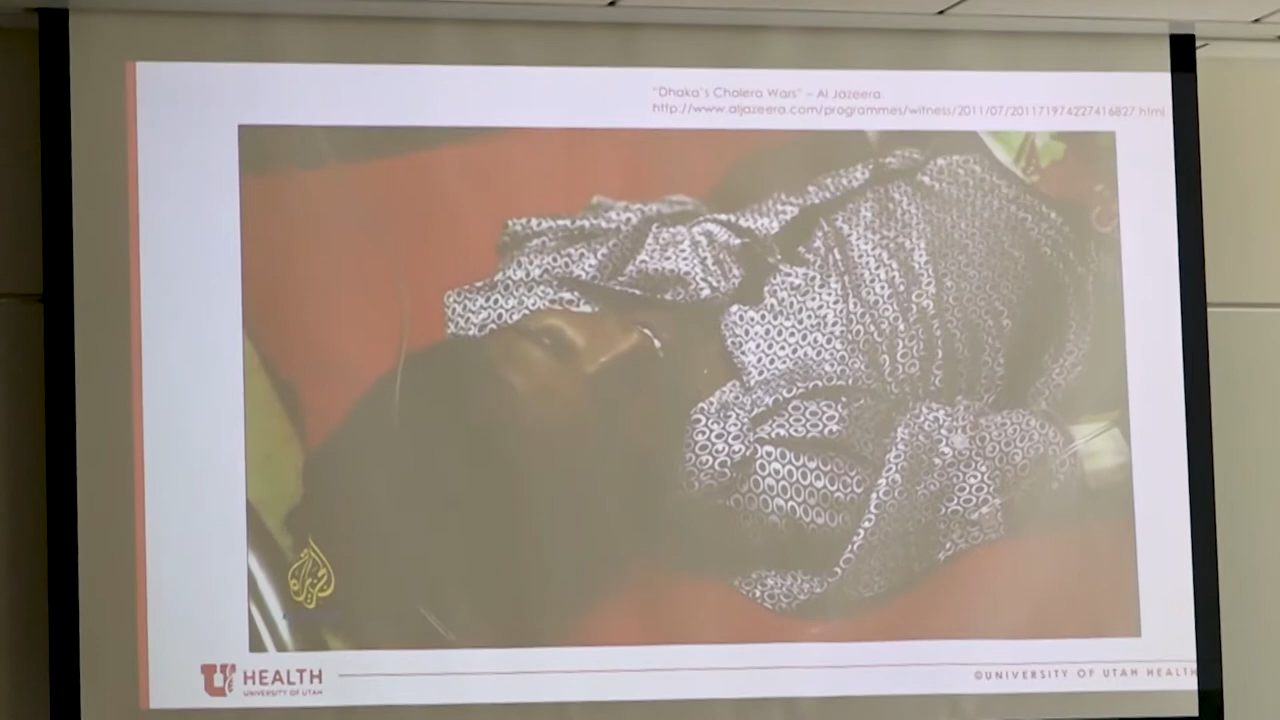 "Dhaka's Cholera Wars" – Al Jazeera
http://www.aljazeera.com/programmes/witness/2011/07/201171974227416827.html
الجزيرة
U HEALTH
UNIVERSITY OF UTAH
©UNIVERSITY OF UTAH HEALTH